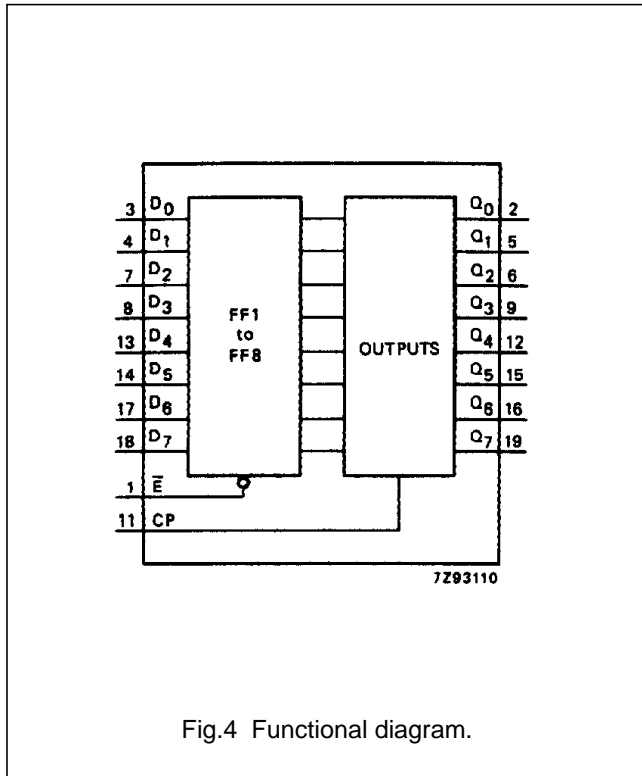 3 D0 Q0 2
4 D1 Q1 5
7 D2 Q2 6
8 D3 Q3 9
13 D4 Q4 12
14 D5 Q5 15
17 D6 Q6 16
18 D7 Q7 19
FF1
to
FF8
OUTPUTS
1 E̅
11 CP
7Z93110
Fig.4 Functional diagram.